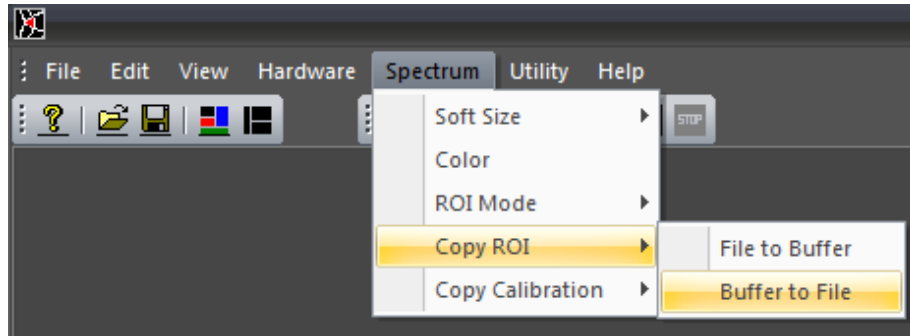 File Edit View Hardware Spectrum Utility Help
STOP
Soft Size
Color
ROI Mode
Copy ROI
File to Buffer
Copy Calibration
Buffer to File